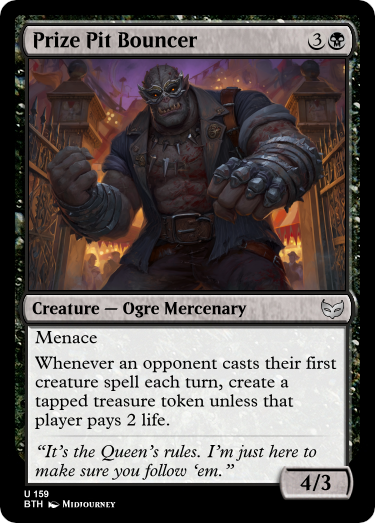 Prize Pit Bouncer 3
Creature — Ogre Mercenary
Menace
Whenever an opponent casts their first
creature spell each turn, create a
tapped treasure token unless that
player pays 2 life.
“It’s the Queen’s rules. I’m just here to
make sure you follow ‘em.”
4/3
U 159
BTH Midjourney